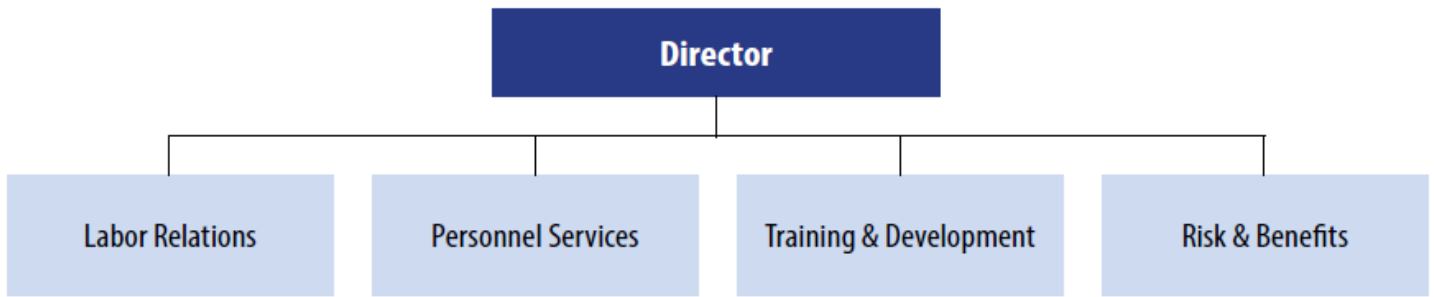 Director
Labor Relations
Personnel Services
Training & Development
Risk & Benefits